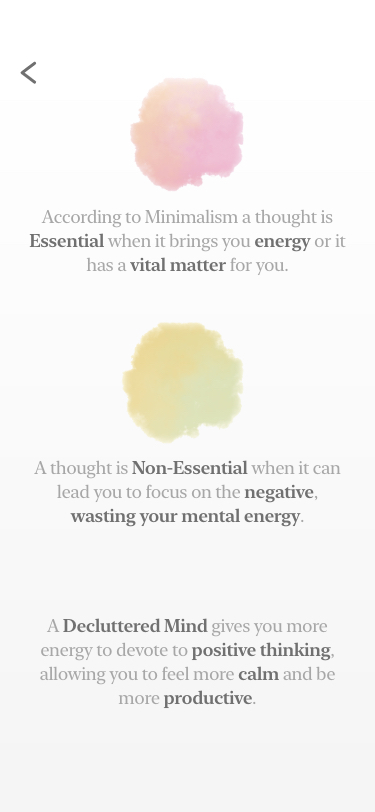 According to Minimalism a thought is
Essential when it brings you energy or it
has a vital matter for you.
A thought is Non-Essential when it can
lead you to focus on the negative,
wasting your mental energy.
A Decluttered Mind gives you more
energy to devote to positive thinking,
allowing you to feel more calm and be
more productive.